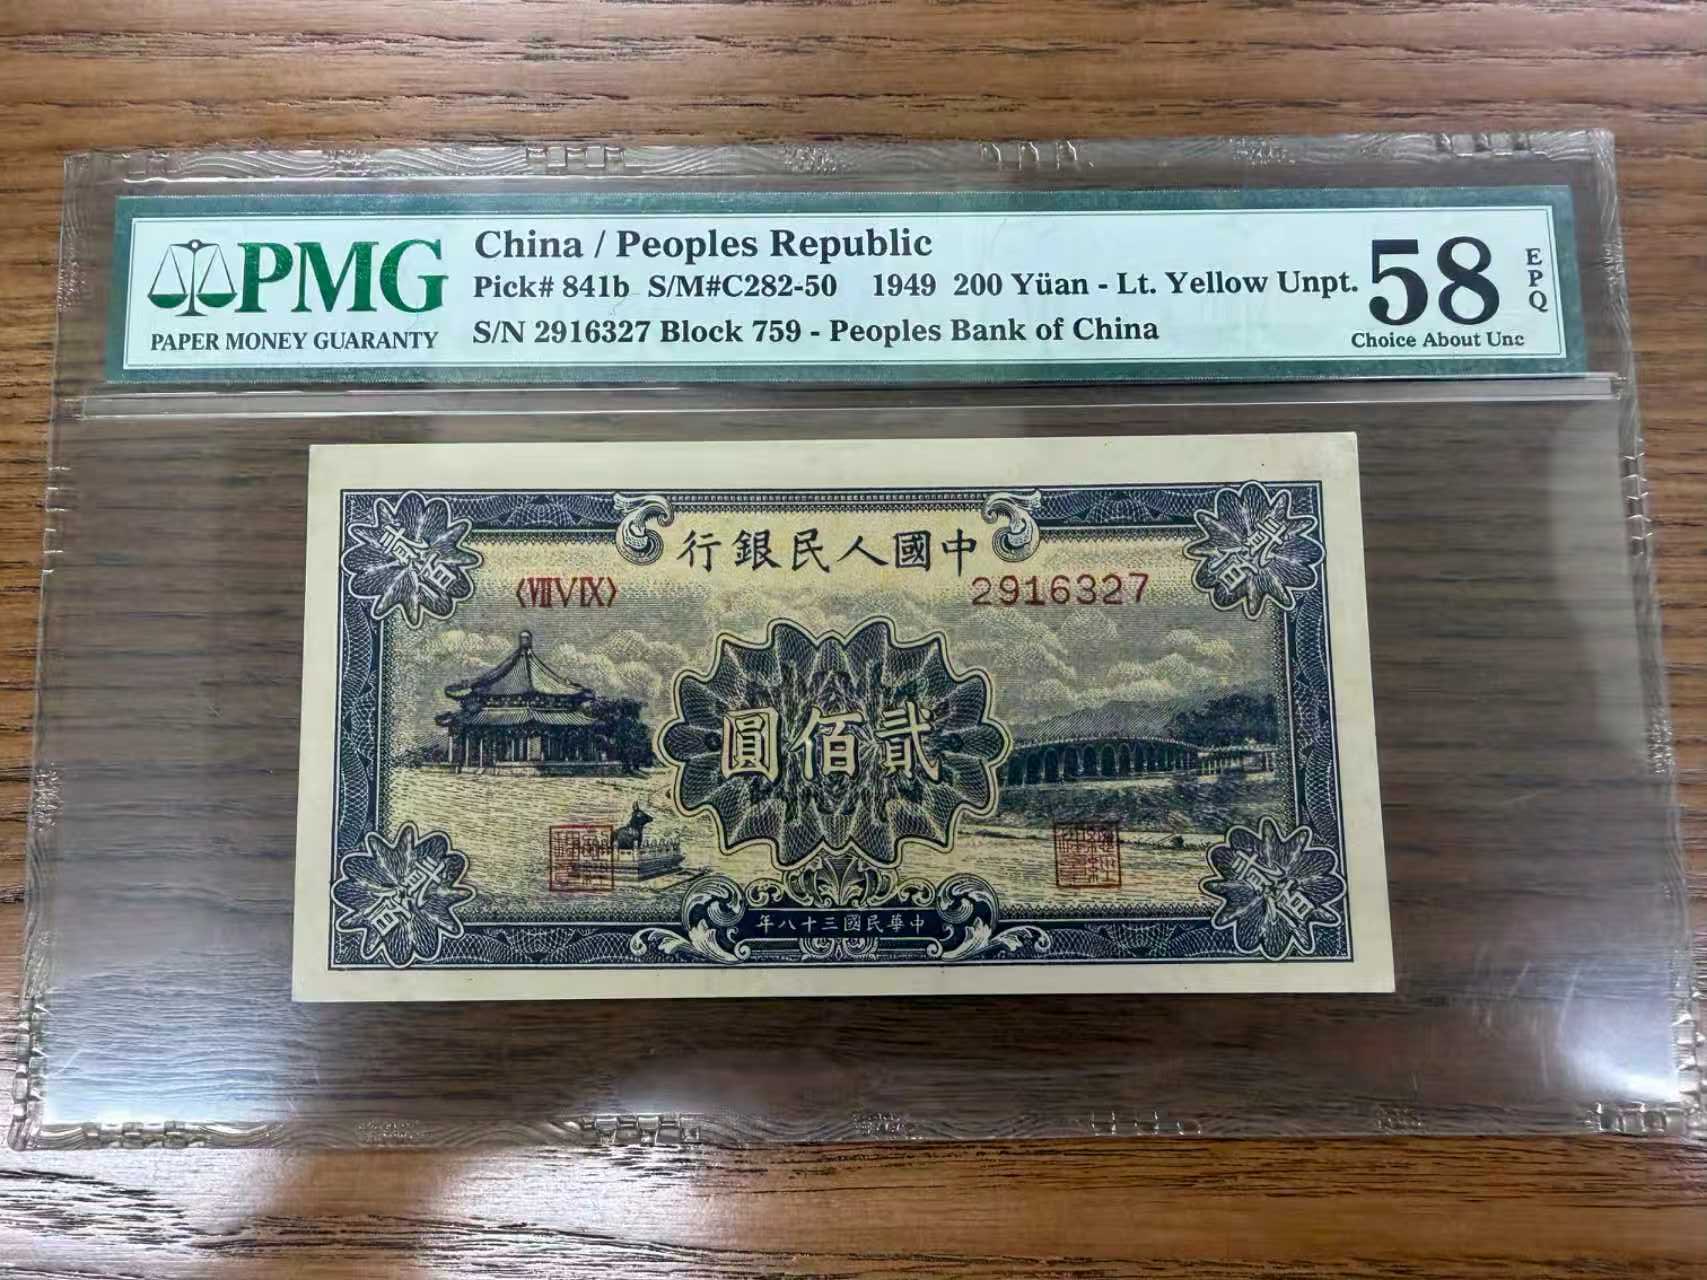 PMG
PAPER MONEY GUARANTY
China / Peoples Republic
Pick# 841b S/M#C282-50 1949 200 Yüan - Lt. Yellow Unpt.
S/N 2916327 Block 759 - Peoples Bank of China
58
EPQ
Choice About Unc
行銀民人國中
〈ⅧⅤⅨ〉
2916327
貳佰
貳佰
圓佰貳
貳佰
貳佰
年八十三國民華中